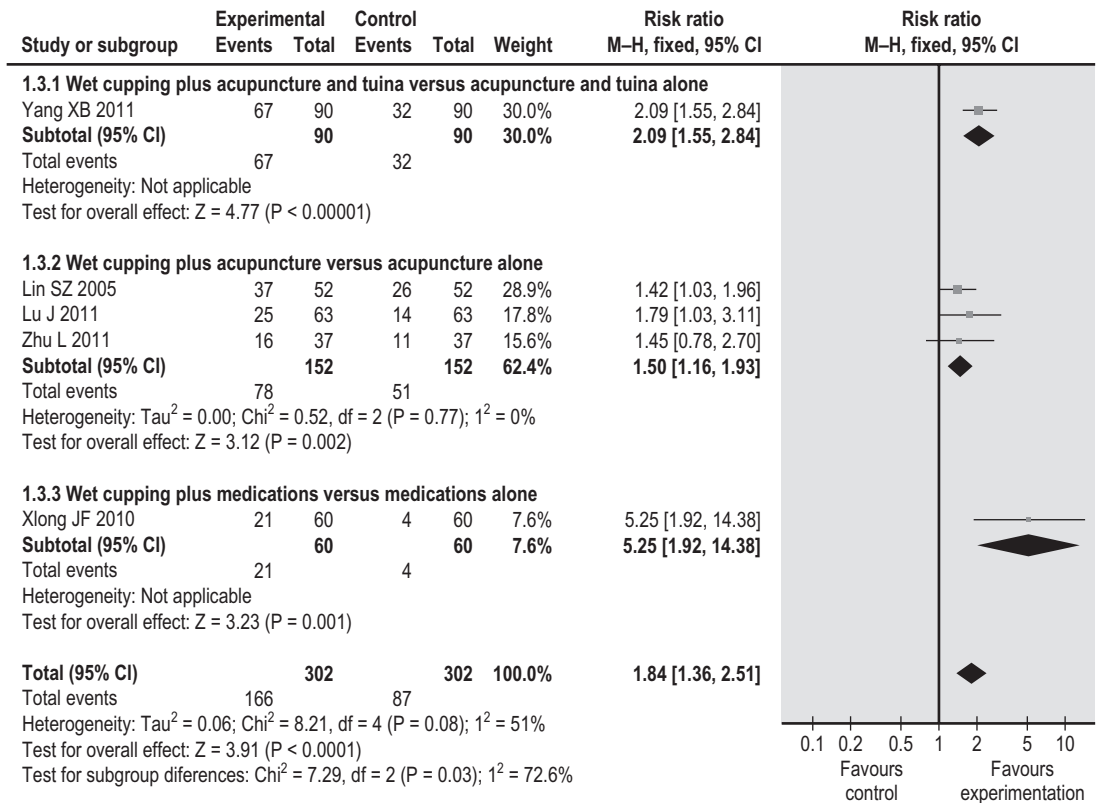 Experimental Control Risk ratio Risk ratio
Study or subgroup Events Total Events Total Weight M–H, fixed, 95% CI M–H, fixed, 95% CI
1.3.1 Wet cupping plus acupuncture and tuina versus acupuncture and tuina alone
Yang XB 2011 67 90 32 90 30.0% 2.09 [1.55, 2.84]
Subtotal (95% CI) 90 90 30.0% 2.09 [1.55, 2.84]
Total events 67 32
Heterogeneity: Not applicable
Test for overall effect: Z = 4.77 (P < 0.00001)
1.3.2 Wet cupping plus acupuncture versus acupuncture alone
Lin SZ 2005 37 52 26 52 28.9% 1.42 [1.03, 1.96]
Lu J 2011 25 63 14 63 17.8% 1.79 [1.03, 3.11]
Zhu L 2011 16 37 11 37 15.6% 1.45 [0.78, 2.70]
Subtotal (95% CI) 152 152 62.4% 1.50 [1.16, 1.93]
Total events 78 51
Heterogeneity: Tau² = 0.00; Chi² = 0.52, df = 2 (P = 0.77); 1² = 0%
Test for overall effect: Z = 3.12 (P = 0.002)
1.3.3 Wet cupping plus medications versus medications alone
Xlong JF 2010 21 60 4 60 7.6% 5.25 [1.92, 14.38]
Subtotal (95% CI) 60 60 7.6% 5.25 [1.92, 14.38]
Total events 21 4
Heterogeneity: Not applicable
Test for overall effect: Z = 3.23 (P = 0.001)
Total (95% CI) 302 302 100.0% 1.84 [1.36, 2.51]
Total events 166 87
Heterogeneity: Tau² = 0.06; Chi² = 8.21, df = 4 (P = 0.08); 1² = 51%
Test for overall effect: Z = 3.91 (P < 0.0001)
Test for subgroup diferences: Chi² = 7.29, df = 2 (P = 0.03); 1² = 72.6%
0.1 0.2 0.5 1 2 5 10
Favours Favours
control experimentation